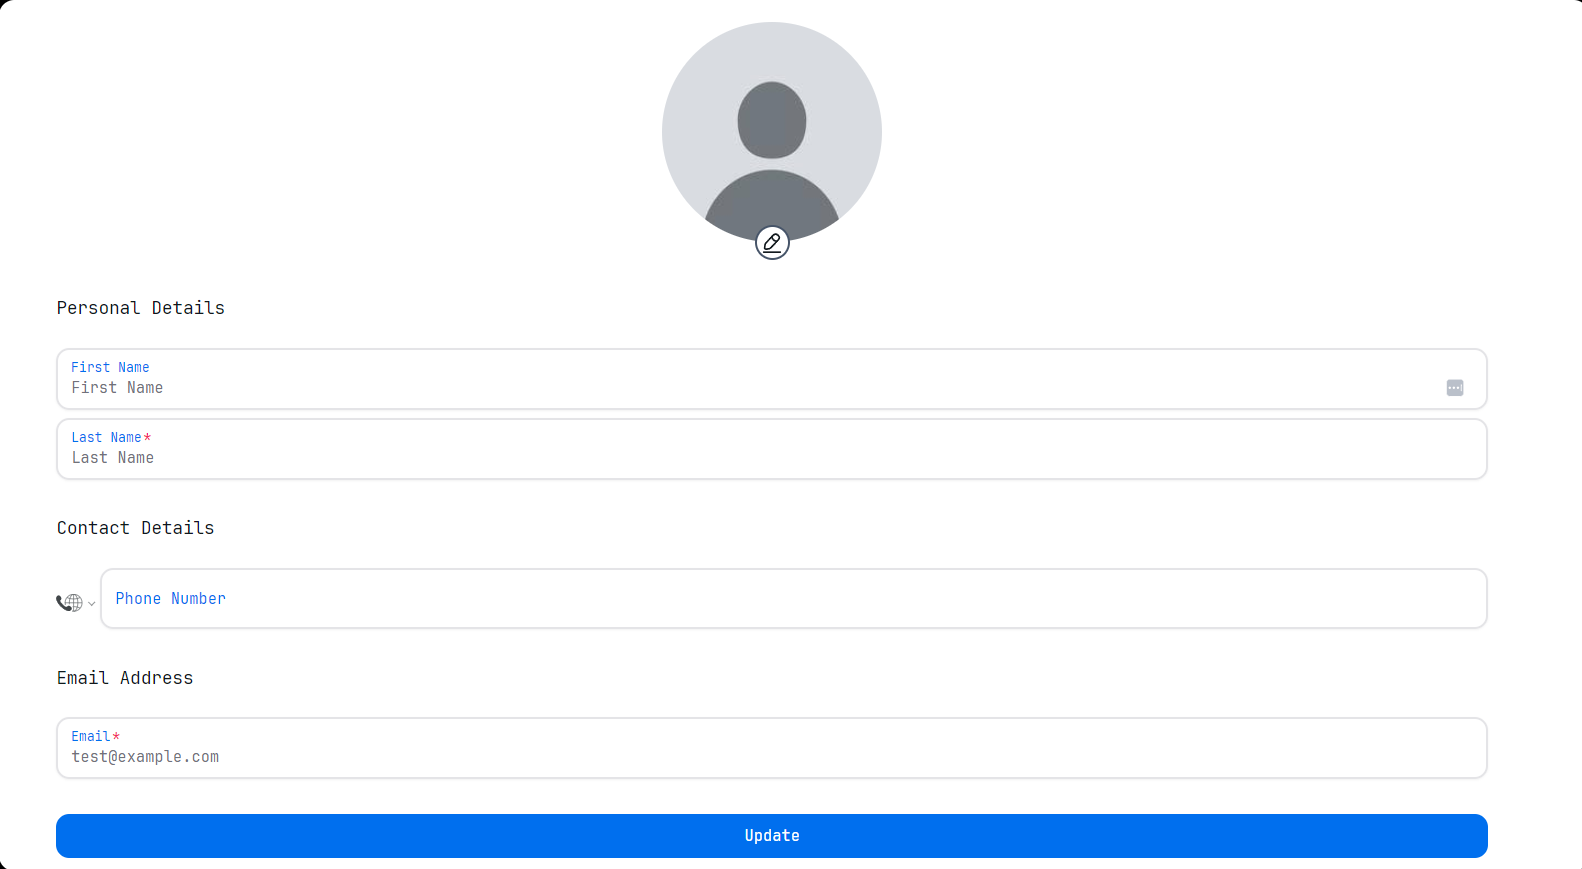 Personal Details
First Name
First Name
Last Name*
Last Name
Contact Details
Phone Number
Email Address
Email*
test@example.com
Update